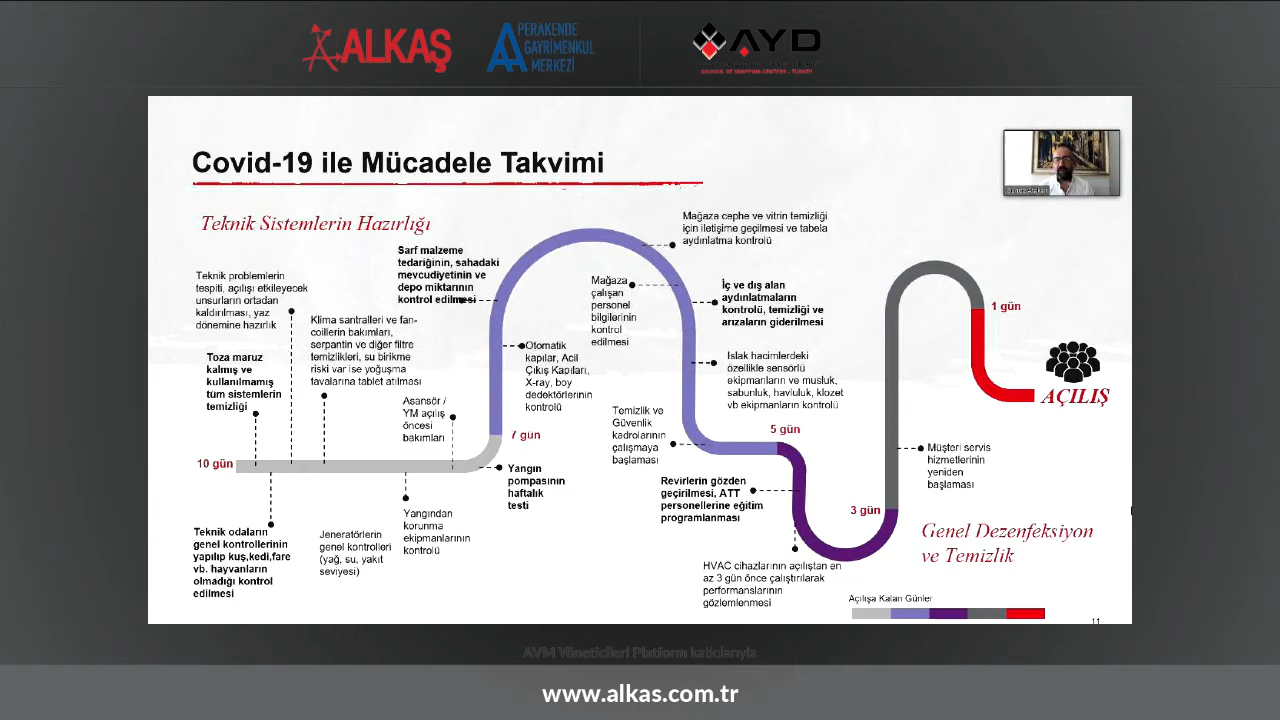 ALKAŞ
PERAKENDE
GAYRİMENKUL
MERKEZİ
AYD
COUNCIL OF SHOPPING CENTERS - TURKEY
Covid-19 ile Mücadele Takvimi
Teknik Sistemlerin Hazırlığı
Teknik problemlerin
tespiti, açılışı etkileyecek
unsurların ortadan
kaldırılması, yaz
dönemine hazırlık
Toza maruz
kalmış ve
kullanılmamış
tüm sistemlerin
temizliği
Klima santralleri ve fan-
coillerin bakımları,
serpantin ve diğer filtre
temizlikleri, su birikme
riski var ise yoğuşma
tavalarına tablet atılması
Sarf malzeme
tedariğinin, sahadaki
mevcudiyetinin ve
depo miktarının
kontrol edilmesi
Asansör /
YM açılış
öncesi
bakımları
10 gün
Teknik odaların
genel kontrollerinin
yapılıp kuş,kedi,fare
vb. hayvanların
olmadığı kontrol
edilmesi
Jeneratörlerin
genel kontrolleri
(yağ, su, yakıt
seviyesi)
Yangından
korunma
ekipmanlarının
kontrolü
7 gün
Yangın
pompasının
haftalık
testi
Otomatik
kapılar, Acil
Çıkış Kapıları,
X-ray, boy
dedektörlerinin
kontrolü
Mağaza cephe ve vitrin temizliği
için iletişime geçilmesi ve tabela
aydınlatma kontrolü
Mağaza
çalışan
personel
bilgilerinin
kontrol
edilmesi
İç ve dış alan
aydınlatmaların
kontrolü, temizliği ve
arızaların giderilmesi
Islak hacimlerdeki
özellikle sensörlü
ekipmanların ve musluk,
sabunluk, havluluk, klozet
vb ekipmanların kontrolü
Temizlik ve
Güvenlik
kadrolarının
çalışmaya
başlaması
5 gün
Revirlerin gözden
geçirilmesi, ATT
personellerine eğitim
programlanması
HVAC cihazlarının açılıştan en
az 3 gün önce çalıştırılarak
performanslarının
gözlemlenmesi
3 gün
Müşteri servis
hizmetlerinin
yeniden
başlaması
1 gün
AÇILIŞ
Genel Dezenfeksiyon
ve Temizlik
Açılışa Kalan Günler
11
AVM Yöneticileri Platform katkılarıyla
www.alkas.com.tr